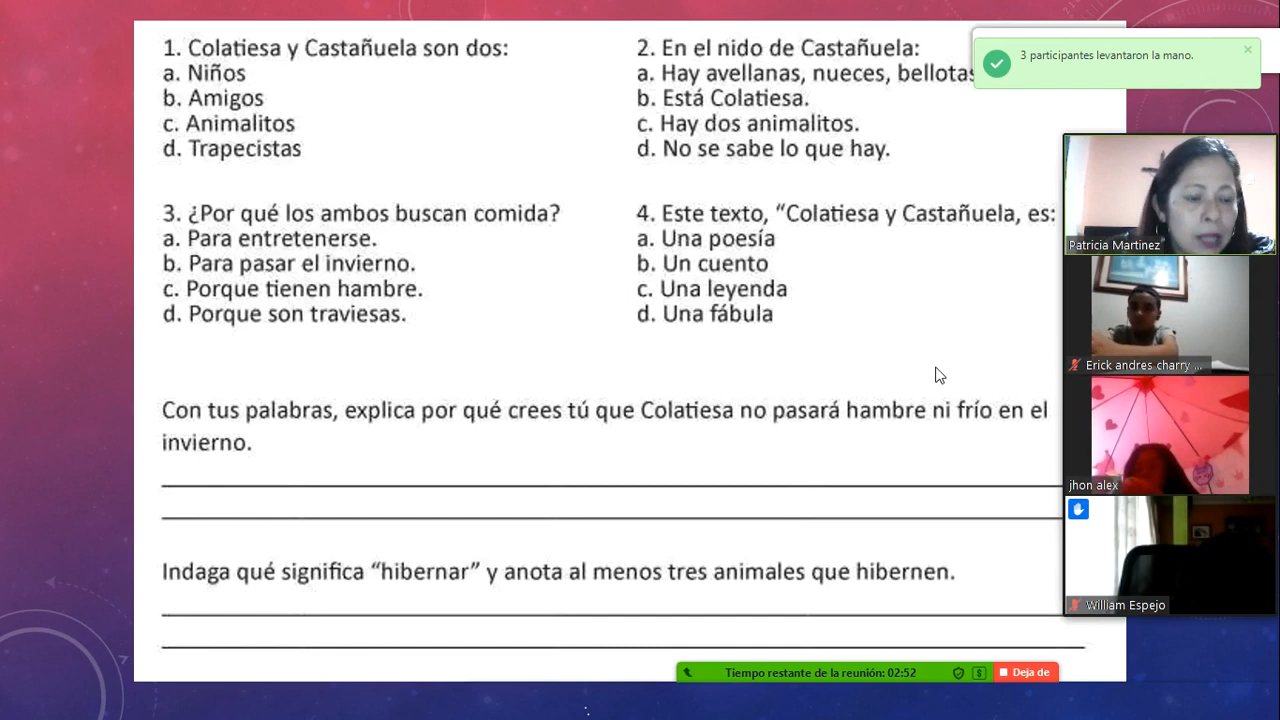 1. Colatiesa y Castañuela son dos:
a. Niños
b. Amigos
c. Animalitos
d. Trapecistas
2. En el nido de Castañuela:
a. Hay avellanas, nueces, bellotas
b. Está Colatiesa.
c. Hay dos animalitos.
d. No se sabe lo que hay.
3. ¿Por qué los ambos buscan comida?
a. Para entretenerse.
b. Para pasar el invierno.
c. Porque tienen hambre.
d. Porque son traviesas.
4. Este texto, “Colatiesa y Castañuela, es:
a. Una poesía
b. Un cuento
c. Una leyenda
d. Una fábula
Con tus palabras, explica por qué crees tú que Colatiesa no pasará hambre ni frío en el
invierno.
Indaga qué significa “hibernar” y anota al menos tres animales que hibernen.
3 participantes levantaron la mano.
Patricia Martinez
Erick andres charry ...
jhon alex
William Espejo
Tiempo restante de la reunión: 02:52
Deja de